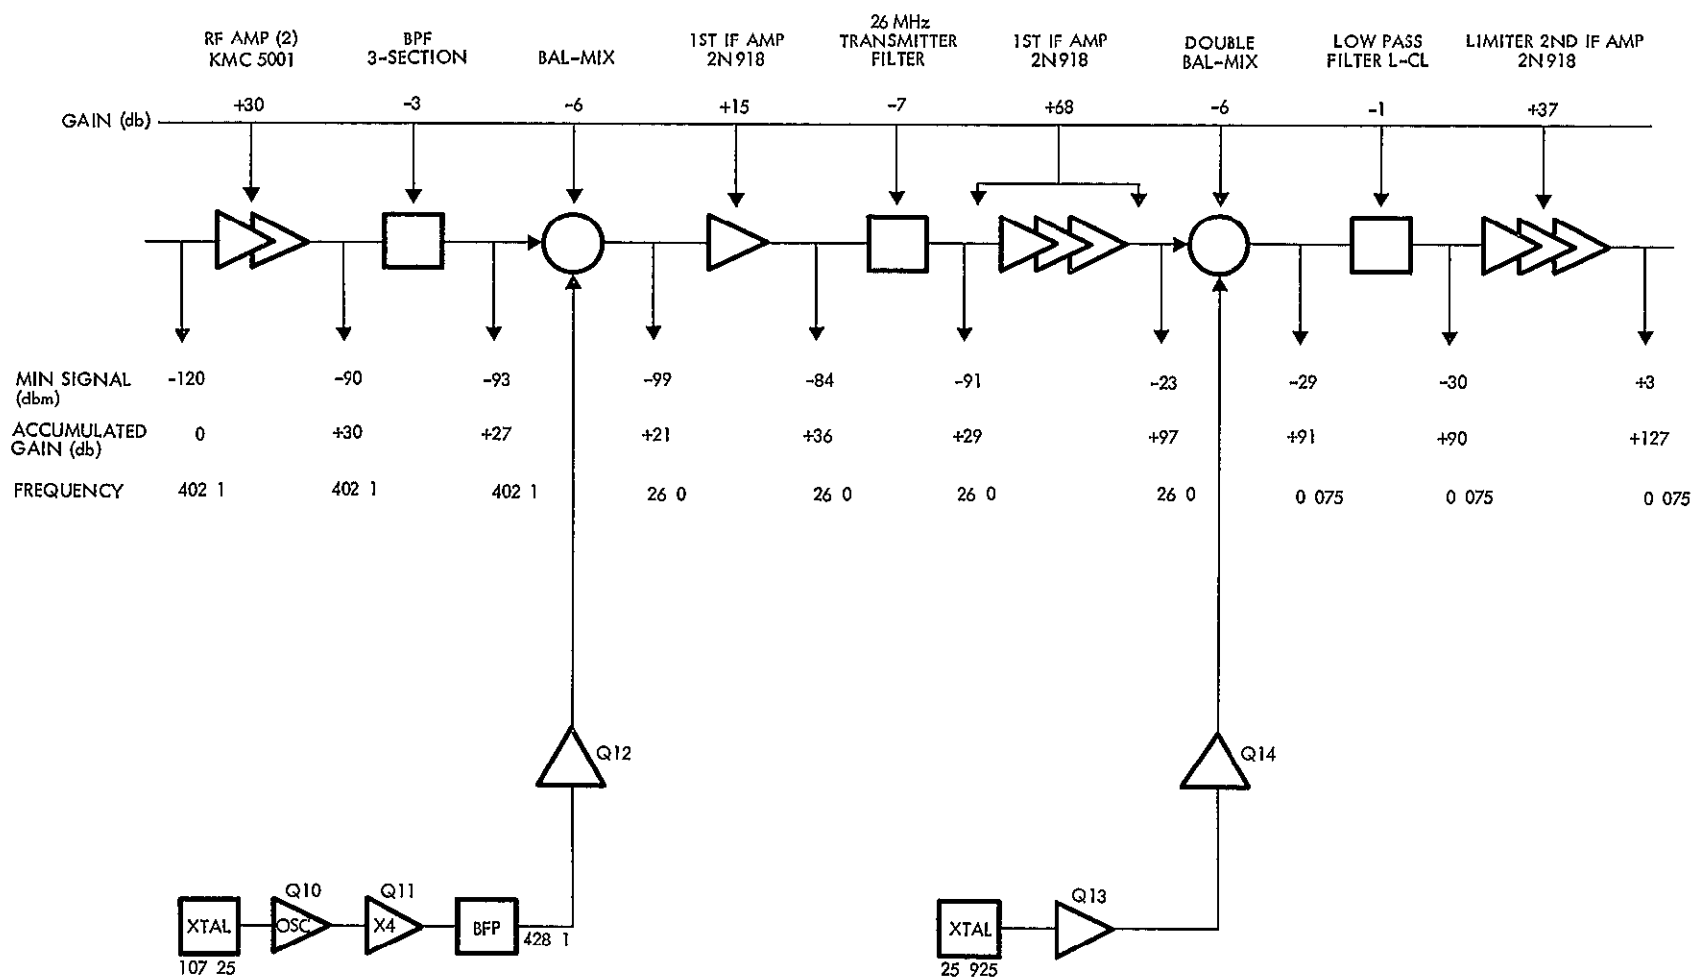 RF AMP (2)
KMC 5001
BPF
3-SECTION
BAL-MIX
1ST IF AMP
2N918
26 MHz
TRANSMITTER
FILTER
1ST IF AMP
2N918
DOUBLE
BAL-MIX
LOW PASS
FILTER L-CL
LIMITER 2ND IF AMP
2N918
GAIN (db) +30 -3 -6 +15 -7 +68 -6 -1 +37
MIN SIGNAL
(dbm)
-120 -90 -93 -99 -84 -91 -23 -29 -30 +3
ACCUMULATED
GAIN (db)
0 +30 +27 +21 +36 +29 +97 +91 +90 +127
FREQUENCY 402 1 402 1 402 1 26 0 26 0 26 0 26 0 0 075 0 075 0 075
Q12
Q14
Q10
Q11
Q13
XTAL
OSC
X4
BFP
428 1
107 25
XTAL
25 925